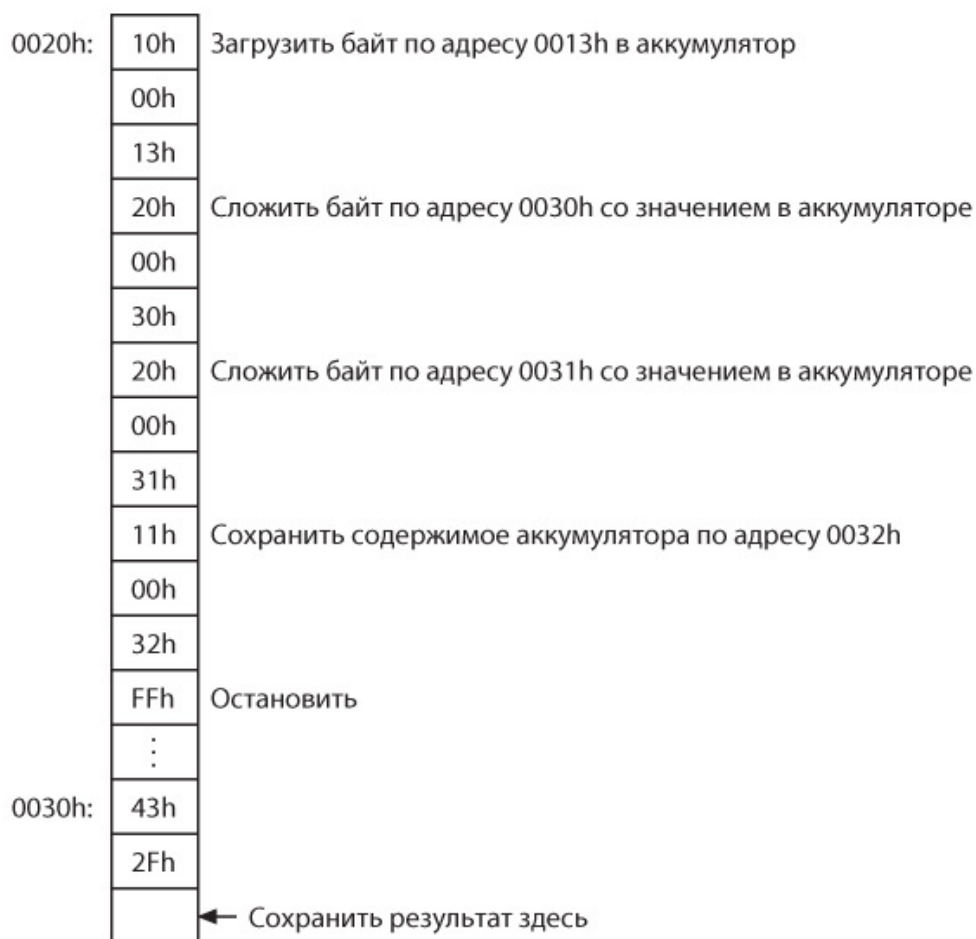 0020h: 10h Загрузить байт по адресу 0013h в аккумулятор
00h
13h
20h Сложить байт по адресу 0030h со значением в аккумуляторе
00h
30h
20h Сложить байт по адресу 0031h со значением в аккумуляторе
00h
31h
11h Сохранить содержимое аккумулятора по адресу 0032h
00h
32h
FFh Остановить
⋮
0030h: 43h
2Fh
← Сохранить результат здесь